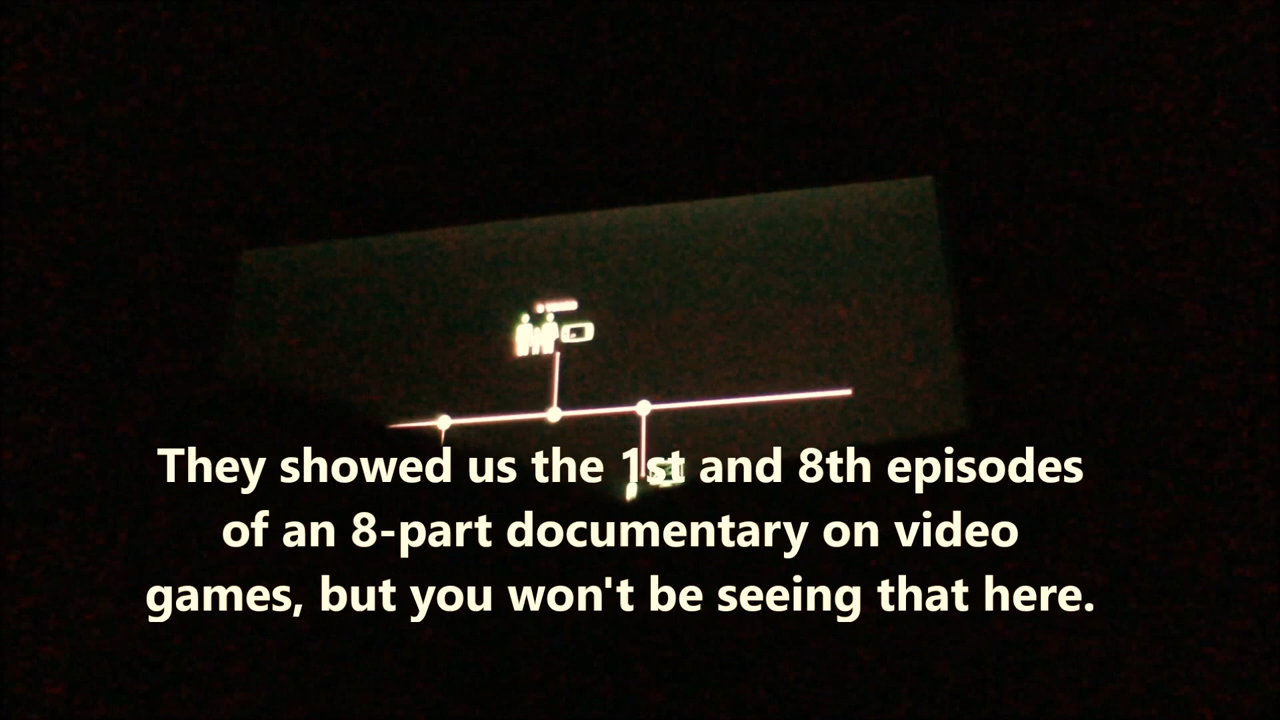 They showed us the 1st and 8th episodes
of an 8-part documentary on video
games, but you won't be seeing that here.